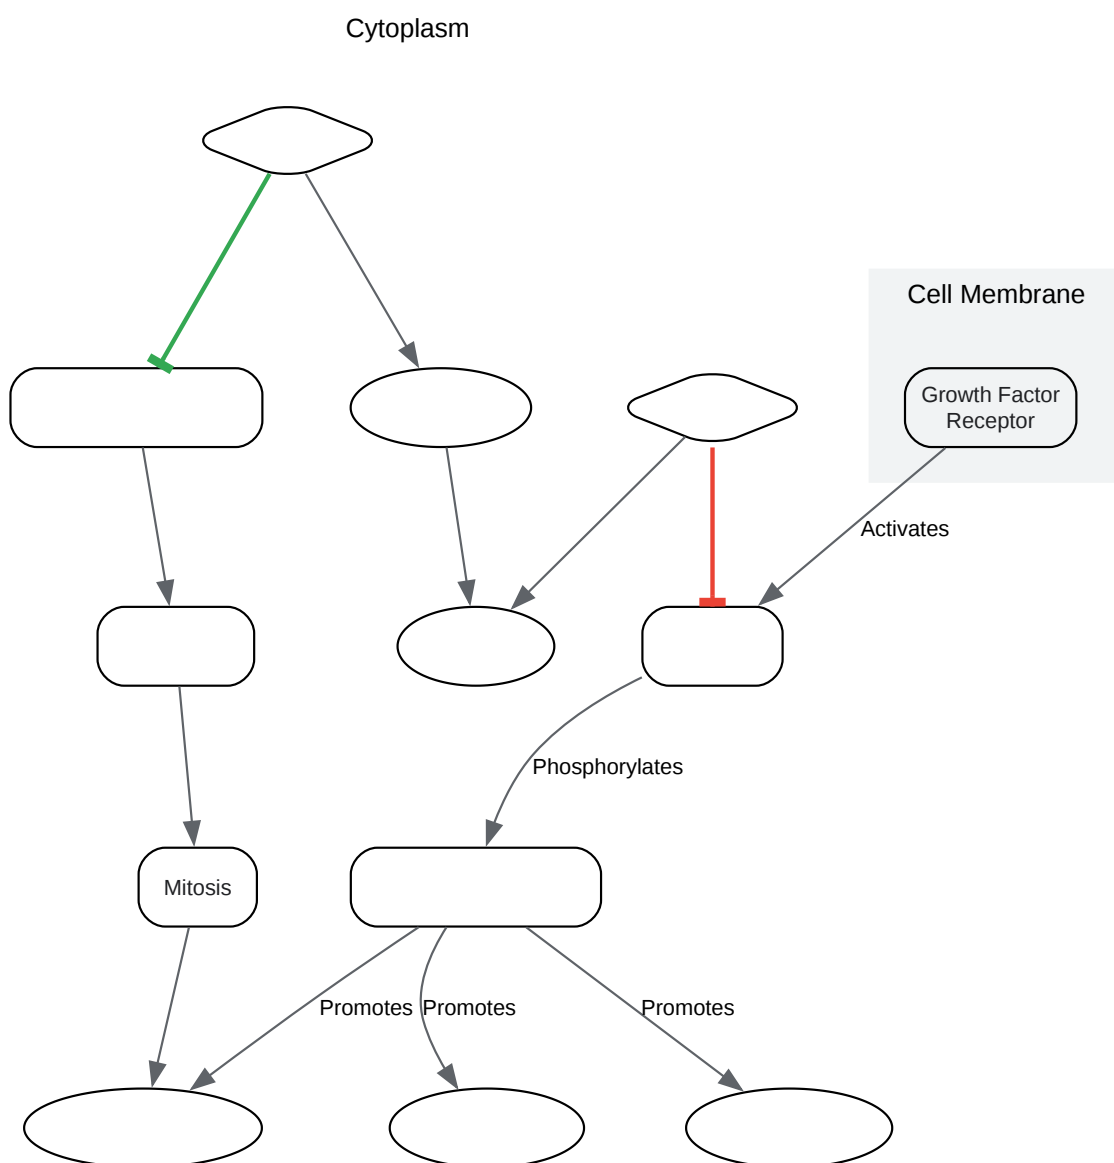 Cytoplasm
Cell Membrane
Growth Factor
Receptor
Activates
Phosphorylates
Mitosis
Promotes
Promotes
Promotes